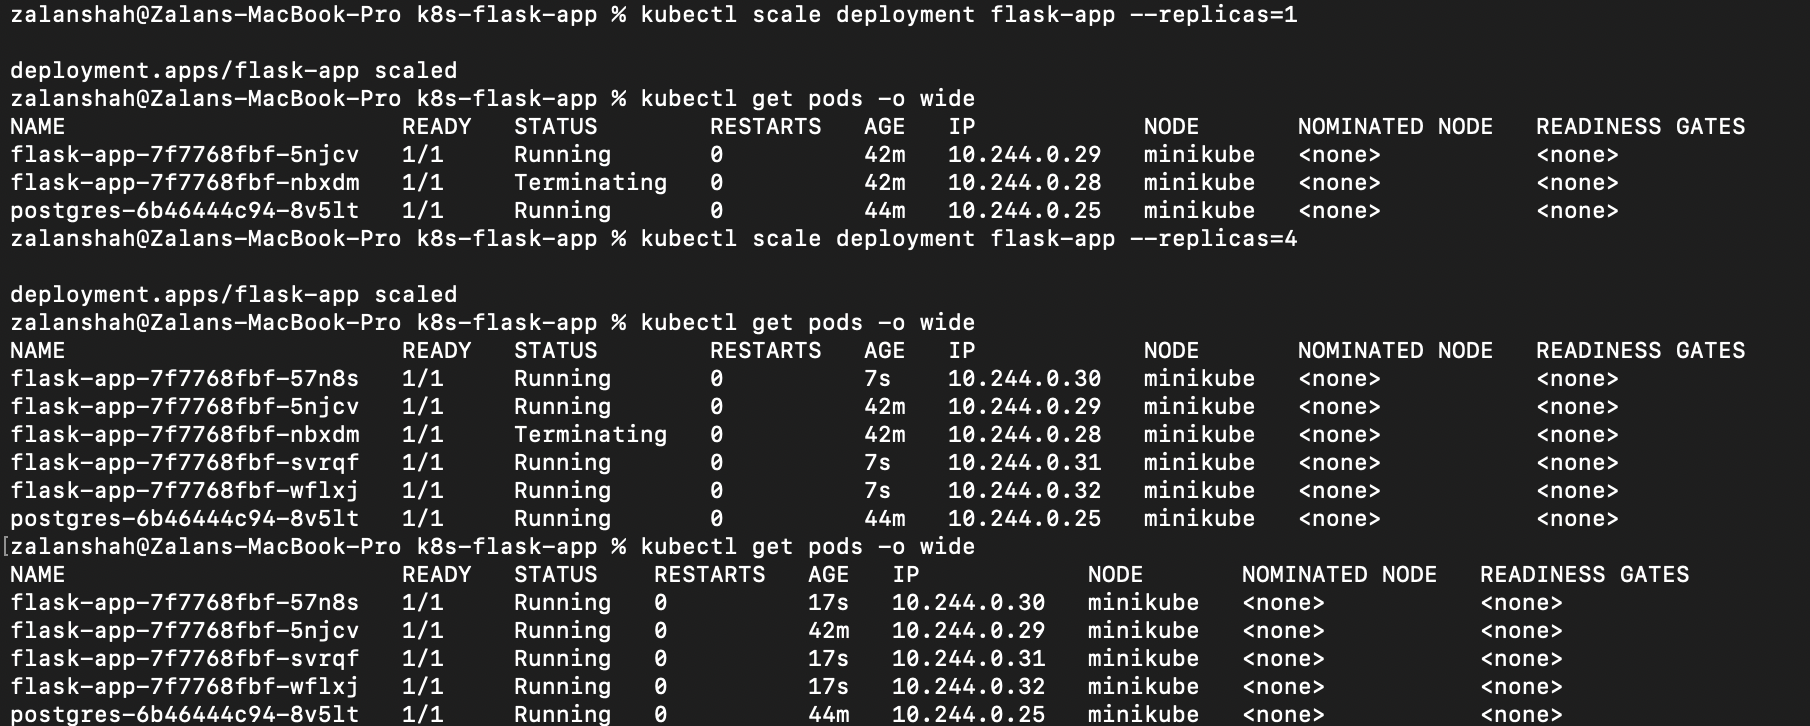 zalanshah@Zalans-MacBook-Pro k8s-flask-app % kubectl scale deployment flask-app --replicas=1
deployment.apps/flask-app scaled
zalanshah@Zalans-MacBook-Pro k8s-flask-app % kubectl get pods -o wide
NAME READY STATUS RESTARTS AGE IP NODE NOMINATED NODE READINESS GATES
flask-app-7f7768fbf-5njcv 1/1 Running 0 42m 10.244.0.29 minikube <none> <none>
flask-app-7f7768fbf-nbxdm 1/1 Terminating 0 42m 10.244.0.28 minikube <none> <none>
postgres-6b46444c94-8v5lt 1/1 Running 0 44m 10.244.0.25 minikube <none> <none>
zalanshah@Zalans-MacBook-Pro k8s-flask-app % kubectl scale deployment flask-app --replicas=4
deployment.apps/flask-app scaled
zalanshah@Zalans-MacBook-Pro k8s-flask-app % kubectl get pods -o wide
NAME READY STATUS RESTARTS AGE IP NODE NOMINATED NODE READINESS GATES
flask-app-7f7768fbf-57n8s 1/1 Running 0 7s 10.244.0.30 minikube <none> <none>
flask-app-7f7768fbf-5njcv 1/1 Running 0 42m 10.244.0.29 minikube <none> <none>
flask-app-7f7768fbf-nbxdm 1/1 Terminating 0 42m 10.244.0.28 minikube <none> <none>
flask-app-7f7768fbf-svrqf 1/1 Running 0 7s 10.244.0.31 minikube <none> <none>
flask-app-7f7768fbf-wflxj 1/1 Running 0 7s 10.244.0.32 minikube <none> <none>
postgres-6b46444c94-8v5lt 1/1 Running 0 44m 10.244.0.25 minikube <none> <none>
[zalanshah@Zalans-MacBook-Pro k8s-flask-app % kubectl get pods -o wide
NAME READY STATUS RESTARTS AGE IP NODE NOMINATED NODE READINESS GATES
flask-app-7f7768fbf-57n8s 1/1 Running 0 17s 10.244.0.30 minikube <none> <none>
flask-app-7f7768fbf-5njcv 1/1 Running 0 42m 10.244.0.29 minikube <none> <none>
flask-app-7f7768fbf-svrqf 1/1 Running 0 17s 10.244.0.31 minikube <none> <none>
flask-app-7f7768fbf-wflxj 1/1 Running 0 17s 10.244.0.32 minikube <none> <none>
postgres-6b46444c94-8v5lt 1/1 Running 0 44m 10.244.0.25 minikube <none> <none>